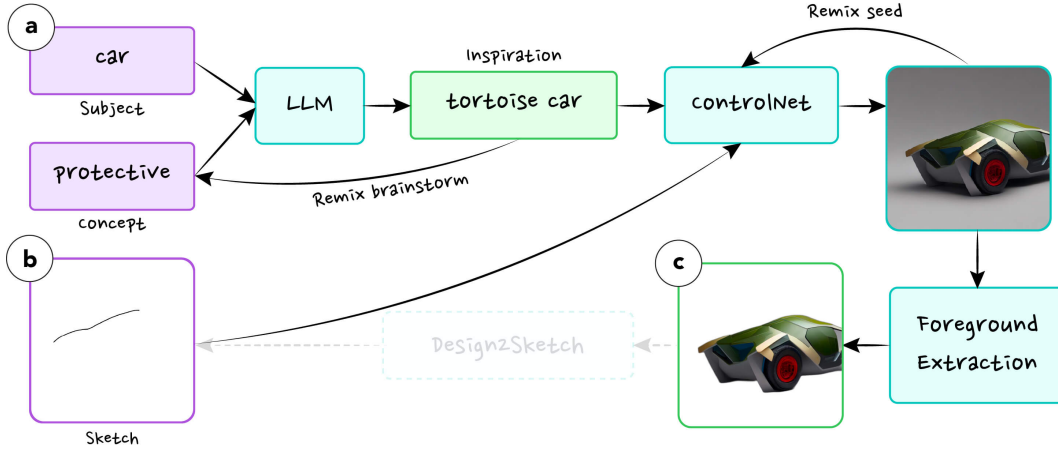 a
Remix seed
car
Subject
LLM
Inspiration
tortoise car
controlNet
protective
concept
Remix brainstorm
b
Sketch
Design2Sketch
c
Foreground
Extraction